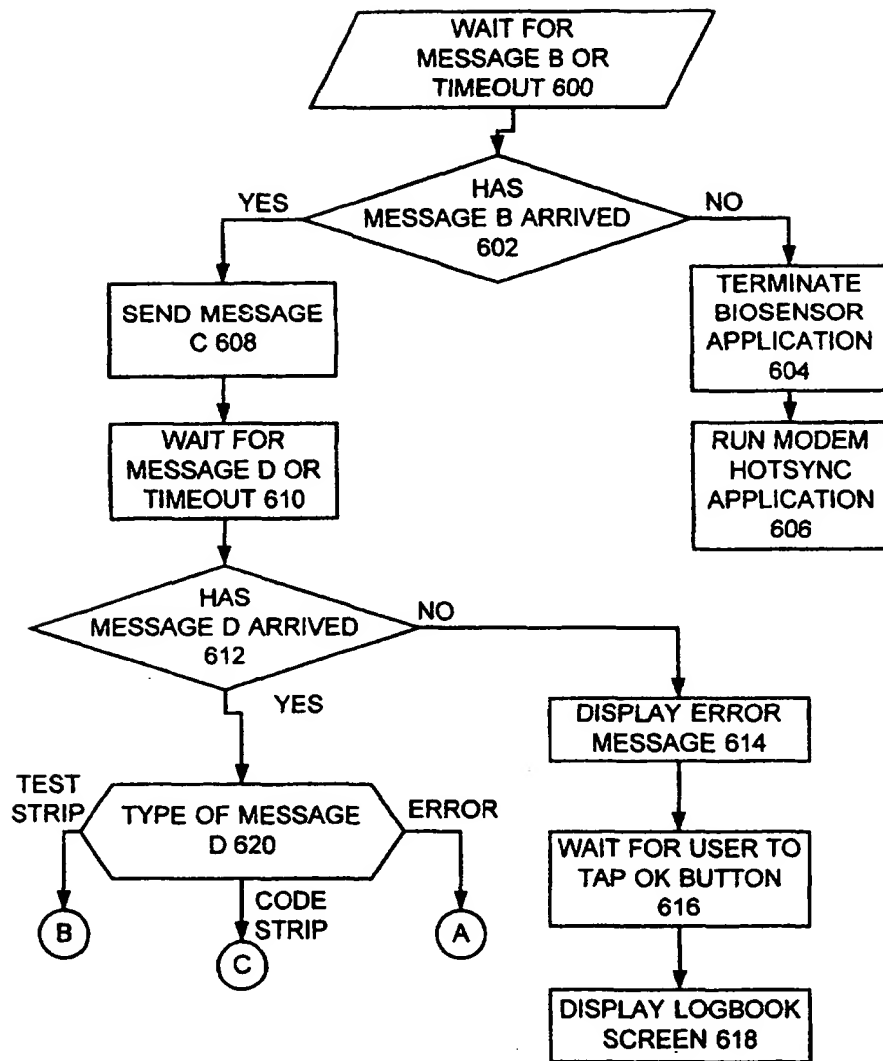 WAIT FOR
MESSAGE B OR
TIMEOUT 600
HAS
MESSAGE B ARRIVED
602
YES
NO
SEND MESSAGE
C 608
TERMINATE
BIOSENSOR
APPLICATION
604
WAIT FOR
MESSAGE D OR
TIMEOUT 610
RUN MODEM
HOTSYNC
APPLICATION
606
HAS
MESSAGE D ARRIVED
612
NO
YES
DISPLAY ERROR
MESSAGE 614
TEST
STRIP
TYPE OF MESSAGE
D 620
ERROR
WAIT FOR USER TO
TAP OK BUTTON
616
CODE
STRIP
B
C
A
DISPLAY LOGBOOK
SCREEN 618